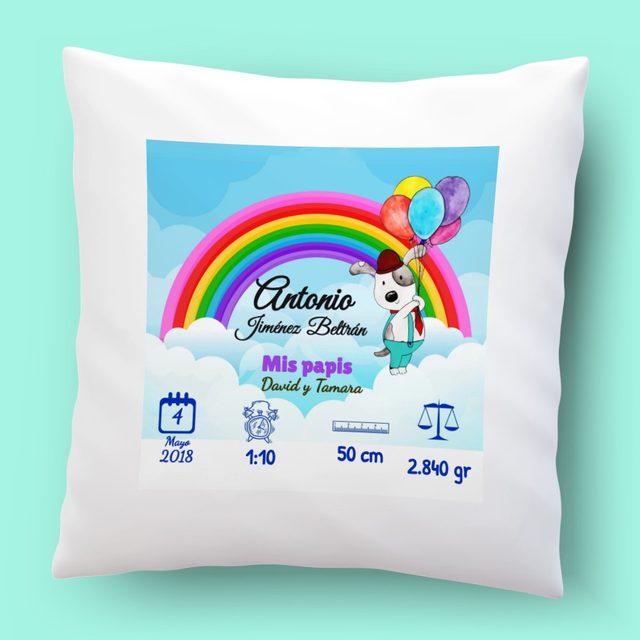 Antonio
Jiménez Beltrán
Mis papis
David y Tamara
4
Mayo
2018
1:10
50 cm
2.840 gr